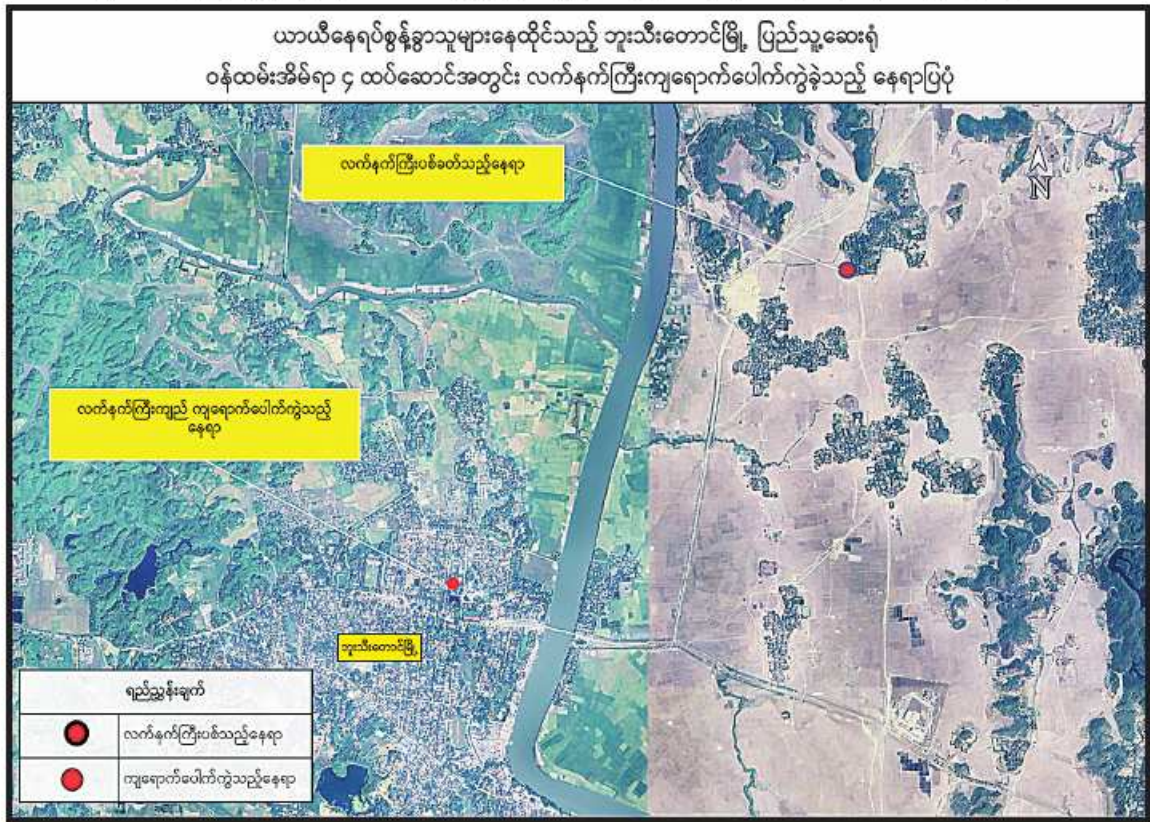 ယာယီနေရပ်စွန့်ခွာသူများနေထိုင်သည့် ဘူးသီးတောင်မြို့ ပြည်သူ့ဆေးရုံ
ဝန်ထမ်းအိမ်ရာ ၄ ထပ်ဆောင်အတွင်း လက်နက်ကြီးကျရောက်ပေါက်ကွဲခဲ့သည့် နေရာပြပုံ
လက်နက်ကြီးပစ်ခတ်သည့်နေရာ
N
လက်နက်ကြီးကျည် ကျရောက်ပေါက်ကွဲသည့်
နေရာ
ဘူးသီးတောင်မြို့
ရည်ညွှန်းချက်
လက်နက်ကြီးပစ်သည့်နေရာ
ကျရောက်ပေါက်ကွဲသည့်နေရာ